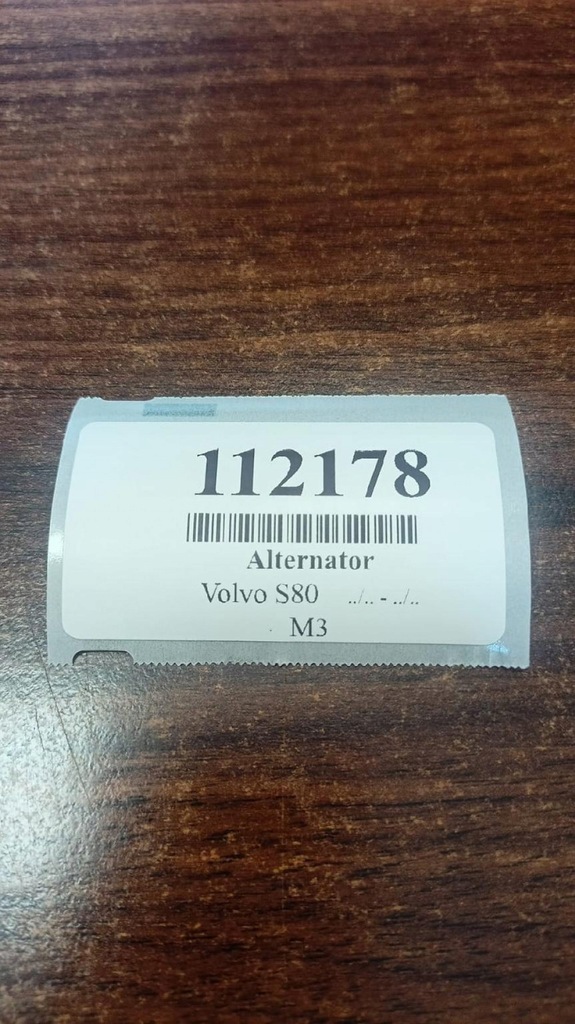 112178
Alternator
Volvo S80 ../.. - ../..
M3